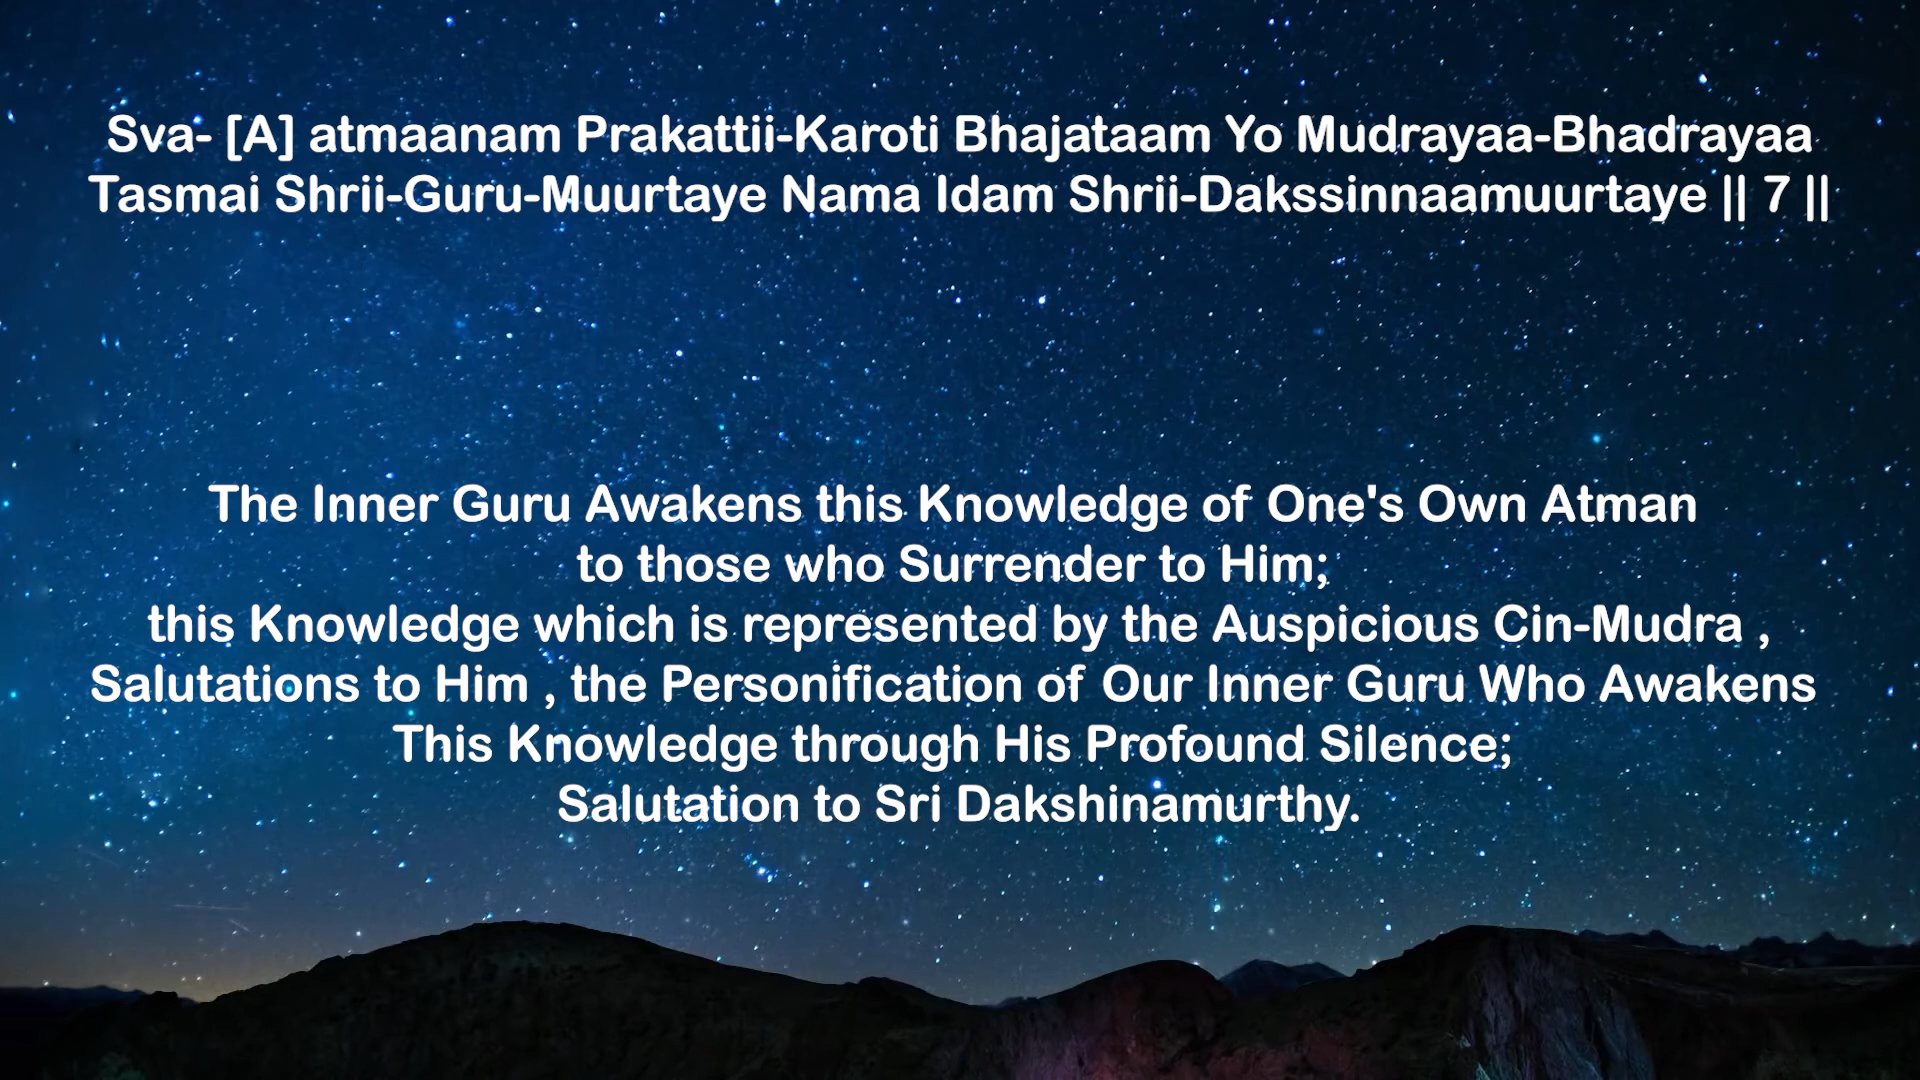 Sva- [A] atmaanam Prakattii-Karoti Bhajataam Yo Mudrayaa-Bhadrayaa
Tasmai Shrii-Guru-Muurtaye Nama Idam Shrii-Dakssinnaamuurtaye || 7 ||
The Inner Guru Awakens this Knowledge of One's Own Atman
to those who Surrender to Him;
this Knowledge which is represented by the Auspicious Cin-Mudra ,
Salutations to Him , the Personification of Our Inner Guru Who Awakens
This Knowledge through His Profound Silence;
Salutation to Sri Dakshinamurthy.